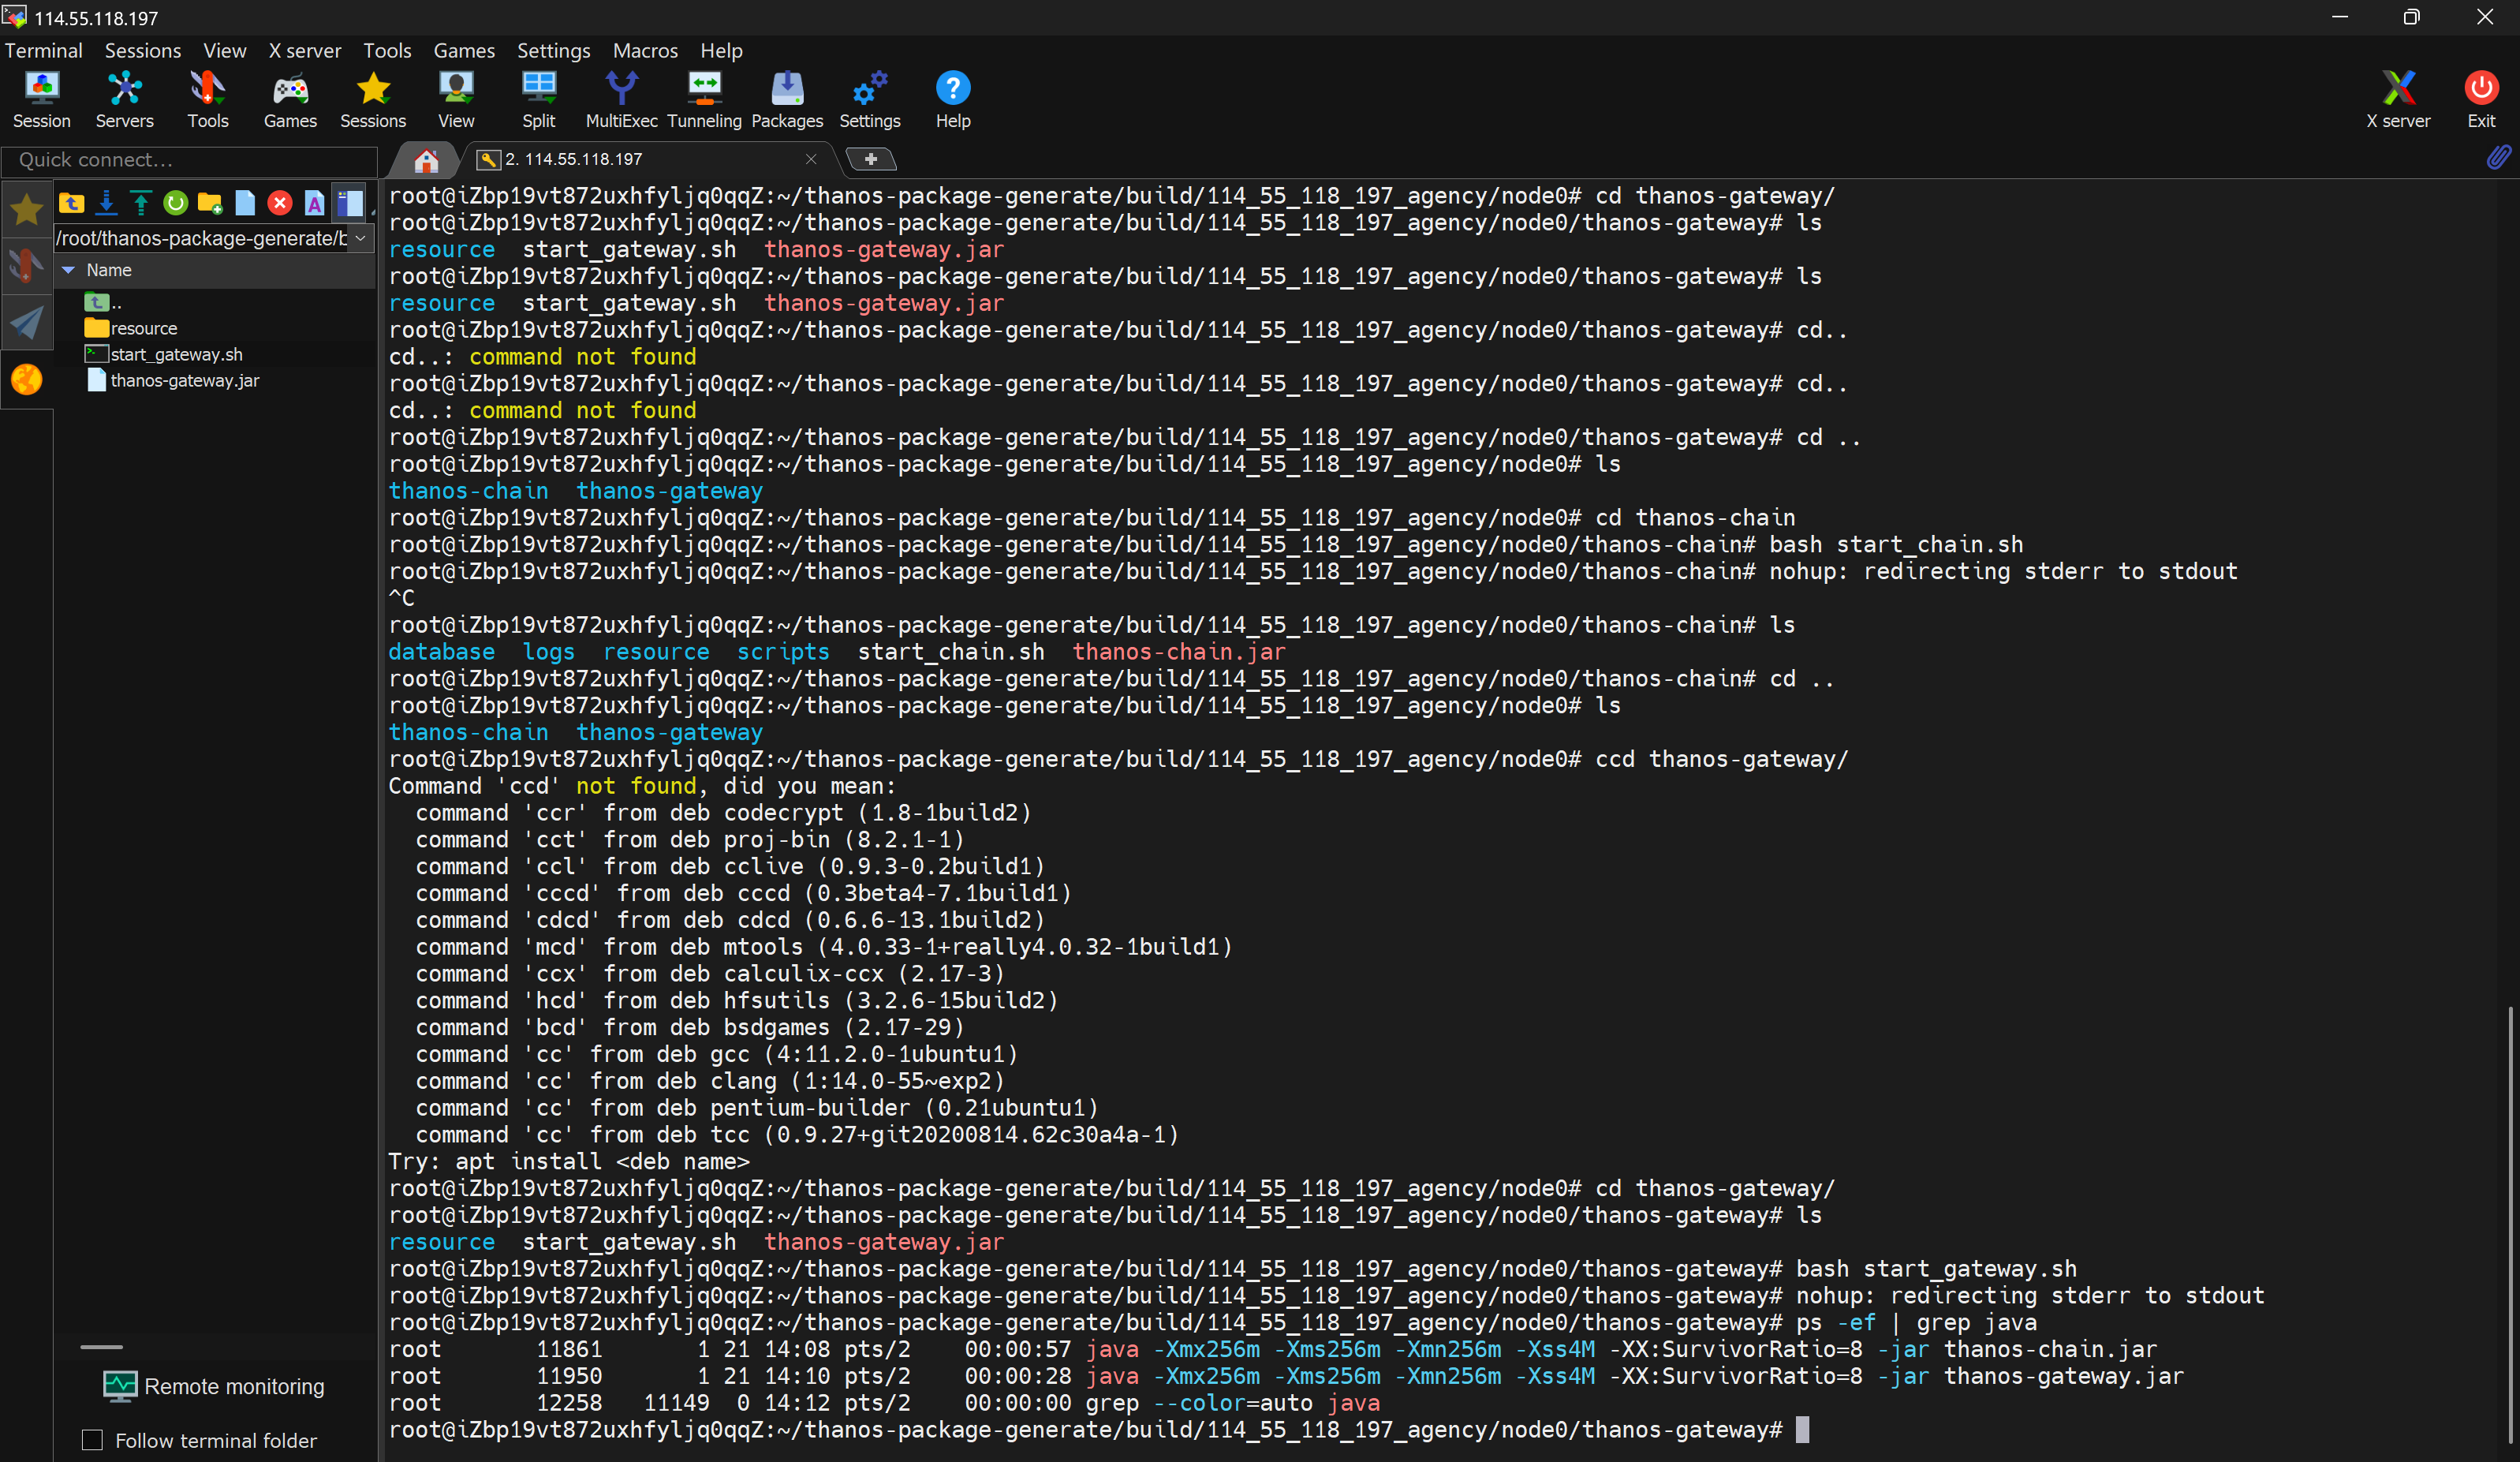 114.55.118.197
Terminal Sessions View X server Tools Games Settings Macros Help
Session Servers Tools Games Sessions View Split MultiExec Tunneling Packages Settings Help X server Exit
Quick connect...
2. 114.55.118.197
/root/thanos-package-generate/b
Name
..
resource
start_gateway.sh
thanos-gateway.jar
Remote monitoring
Follow terminal folder
root@iZbp19vt872uxhfyljq0qqZ:~/thanos-package-generate/build/114_55_118_197_agency/node0# cd thanos-gateway/
root@iZbp19vt872uxhfyljq0qqZ:~/thanos-package-generate/build/114_55_118_197_agency/node0/thanos-gateway# ls
resource  start_gateway.sh  thanos-gateway.jar
root@iZbp19vt872uxhfyljq0qqZ:~/thanos-package-generate/build/114_55_118_197_agency/node0/thanos-gateway# ls
resource  start_gateway.sh  thanos-gateway.jar
root@iZbp19vt872uxhfyljq0qqZ:~/thanos-package-generate/build/114_55_118_197_agency/node0/thanos-gateway# cd..
cd..: command not found
root@iZbp19vt872uxhfyljq0qqZ:~/thanos-package-generate/build/114_55_118_197_agency/node0/thanos-gateway# cd..
cd..: command not found
root@iZbp19vt872uxhfyljq0qqZ:~/thanos-package-generate/build/114_55_118_197_agency/node0/thanos-gateway# cd ..
root@iZbp19vt872uxhfyljq0qqZ:~/thanos-package-generate/build/114_55_118_197_agency/node0# ls
thanos-chain  thanos-gateway
root@iZbp19vt872uxhfyljq0qqZ:~/thanos-package-generate/build/114_55_118_197_agency/node0# cd thanos-chain
root@iZbp19vt872uxhfyljq0qqZ:~/thanos-package-generate/build/114_55_118_197_agency/node0/thanos-chain# bash start_chain.sh
root@iZbp19vt872uxhfyljq0qqZ:~/thanos-package-generate/build/114_55_118_197_agency/node0/thanos-chain# nohup: redirecting stderr to stdout
^C
root@iZbp19vt872uxhfyljq0qqZ:~/thanos-package-generate/build/114_55_118_197_agency/node0/thanos-chain# ls
database  logs  resource  scripts  start_chain.sh  thanos-chain.jar
root@iZbp19vt872uxhfyljq0qqZ:~/thanos-package-generate/build/114_55_118_197_agency/node0/thanos-chain# cd ..
root@iZbp19vt872uxhfyljq0qqZ:~/thanos-package-generate/build/114_55_118_197_agency/node0# ls
thanos-chain  thanos-gateway
root@iZbp19vt872uxhfyljq0qqZ:~/thanos-package-generate/build/114_55_118_197_agency/node0# ccd thanos-gateway/
Command 'ccd' not found, did you mean:
  command 'ccr' from deb codecrypt (1.8-1build2)
  command 'cct' from deb proj-bin (8.2.1-1)
  command 'ccl' from deb cclive (0.9.3-0.2build1)
  command 'cccd' from deb cccd (0.3beta4-7.1build1)
  command 'cdcd' from deb cdcd (0.6.6-13.1build2)
  command 'mcd' from deb mtools (4.0.33-1+really4.0.32-1build1)
  command 'ccx' from deb calculix-ccx (2.17-3)
  command 'hcd' from deb hfsutils (3.2.6-15build2)
  command 'bcd' from deb bsdgames (2.17-29)
  command 'cc' from deb gcc (4:11.2.0-1ubuntu1)
  command 'cc' from deb clang (1:14.0-55~exp2)
  command 'cc' from deb pentium-builder (0.21ubuntu1)
  command 'cc' from deb tcc (0.9.27+git20200814.62c30a4a-1)
Try: apt install <deb name>
root@iZbp19vt872uxhfyljq0qqZ:~/thanos-package-generate/build/114_55_118_197_agency/node0# cd thanos-gateway/
root@iZbp19vt872uxhfyljq0qqZ:~/thanos-package-generate/build/114_55_118_197_agency/node0/thanos-gateway# ls
resource  start_gateway.sh  thanos-gateway.jar
root@iZbp19vt872uxhfyljq0qqZ:~/thanos-package-generate/build/114_55_118_197_agency/node0/thanos-gateway# bash start_gateway.sh
root@iZbp19vt872uxhfyljq0qqZ:~/thanos-package-generate/build/114_55_118_197_agency/node0/thanos-gateway# nohup: redirecting stderr to stdout
root@iZbp19vt872uxhfyljq0qqZ:~/thanos-package-generate/build/114_55_118_197_agency/node0/thanos-gateway# ps -ef | grep java
root       11861       1 21 14:08 pts/2    00:00:57 java -Xmx256m -Xms256m -Xmn256m -Xss4M -XX:SurvivorRatio=8 -jar thanos-chain.jar
root       11950       1 21 14:10 pts/2    00:00:28 java -Xmx256m -Xms256m -Xmn256m -Xss4M -XX:SurvivorRatio=8 -jar thanos-gateway.jar
root       12258   11149  0 14:12 pts/2    00:00:00 grep --color=auto java
root@iZbp19vt872uxhfyljq0qqZ:~/thanos-package-generate/build/114_55_118_197_agency/node0/thanos-gateway#